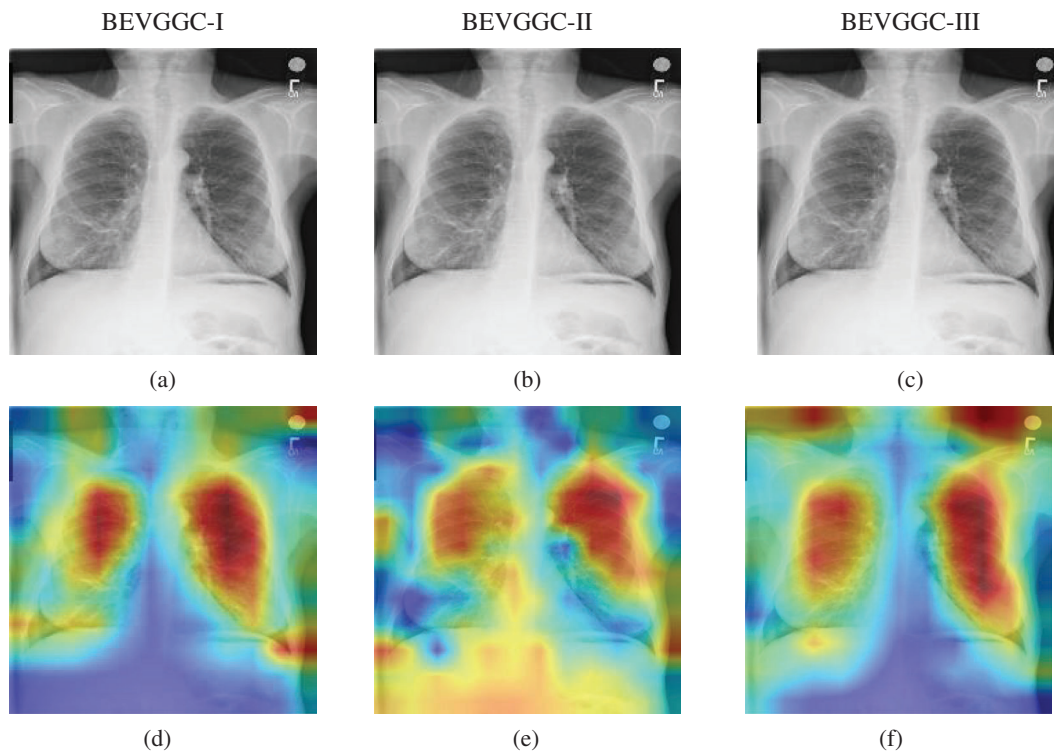 BEVGGC-I BEVGGC-II BEVGGC-III
L L L
(a) (b) (c)
L L L
(d) (e) (f)